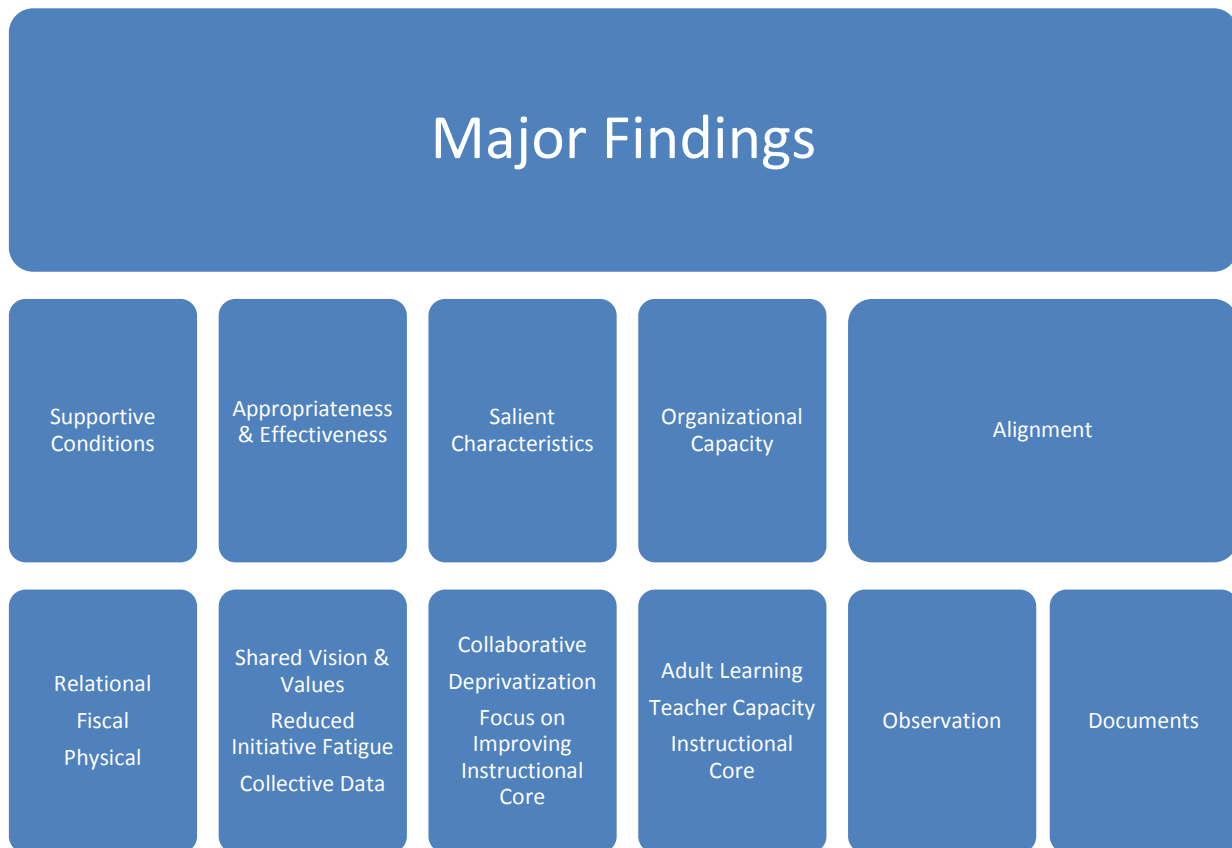 Major Findings
Supportive
Conditions
Appropriateness
& Effectiveness
Salient
Characteristics
Organizational
Capacity
Alignment
Relational
Fiscal
Physical
Shared Vision &
Values
Reduced
Initiative Fatigue
Collective Data
Collaborative
Deprivatization
Focus on
Improving
Instructional
Core
Adult Learning
Teacher Capacity
Instructional
Core
Observation
Documents